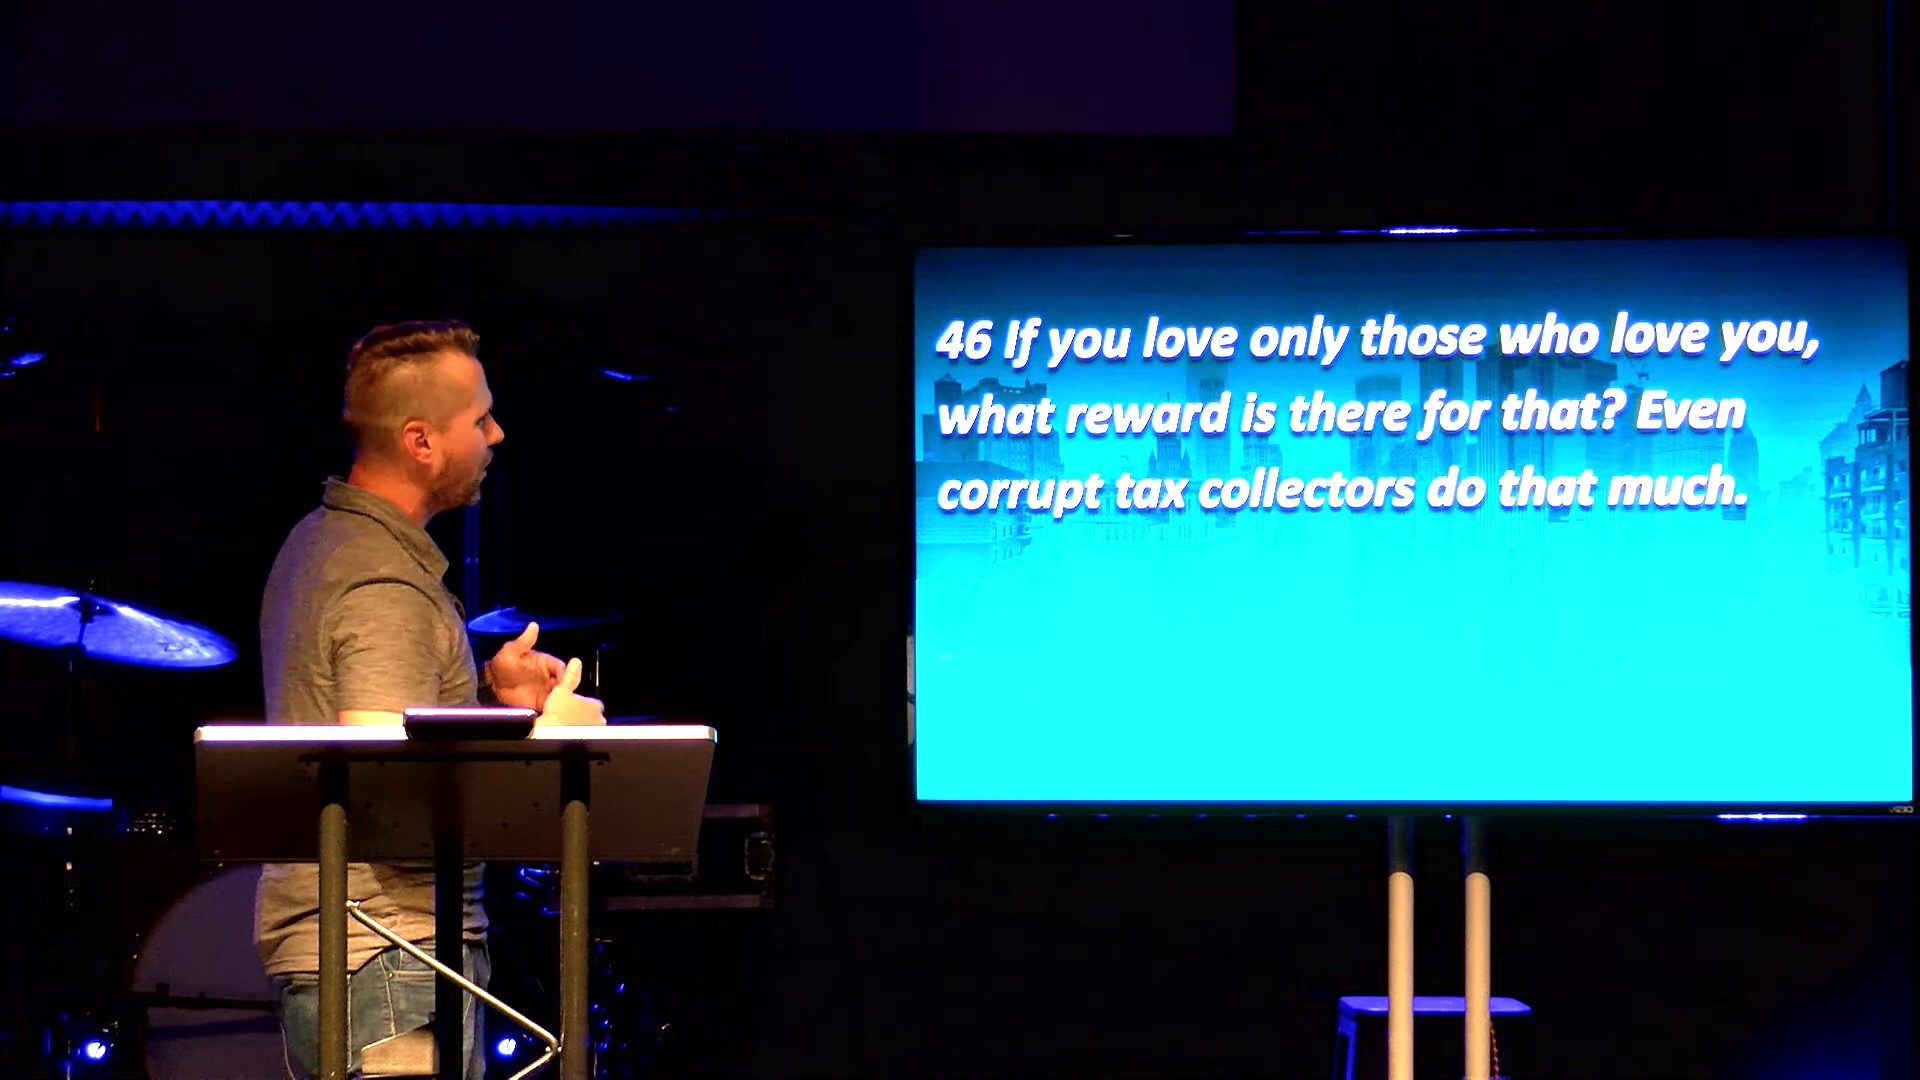 46 If you love only those who love you,
what reward is there for that? Even
corrupt tax collectors do that much.
VIZIO